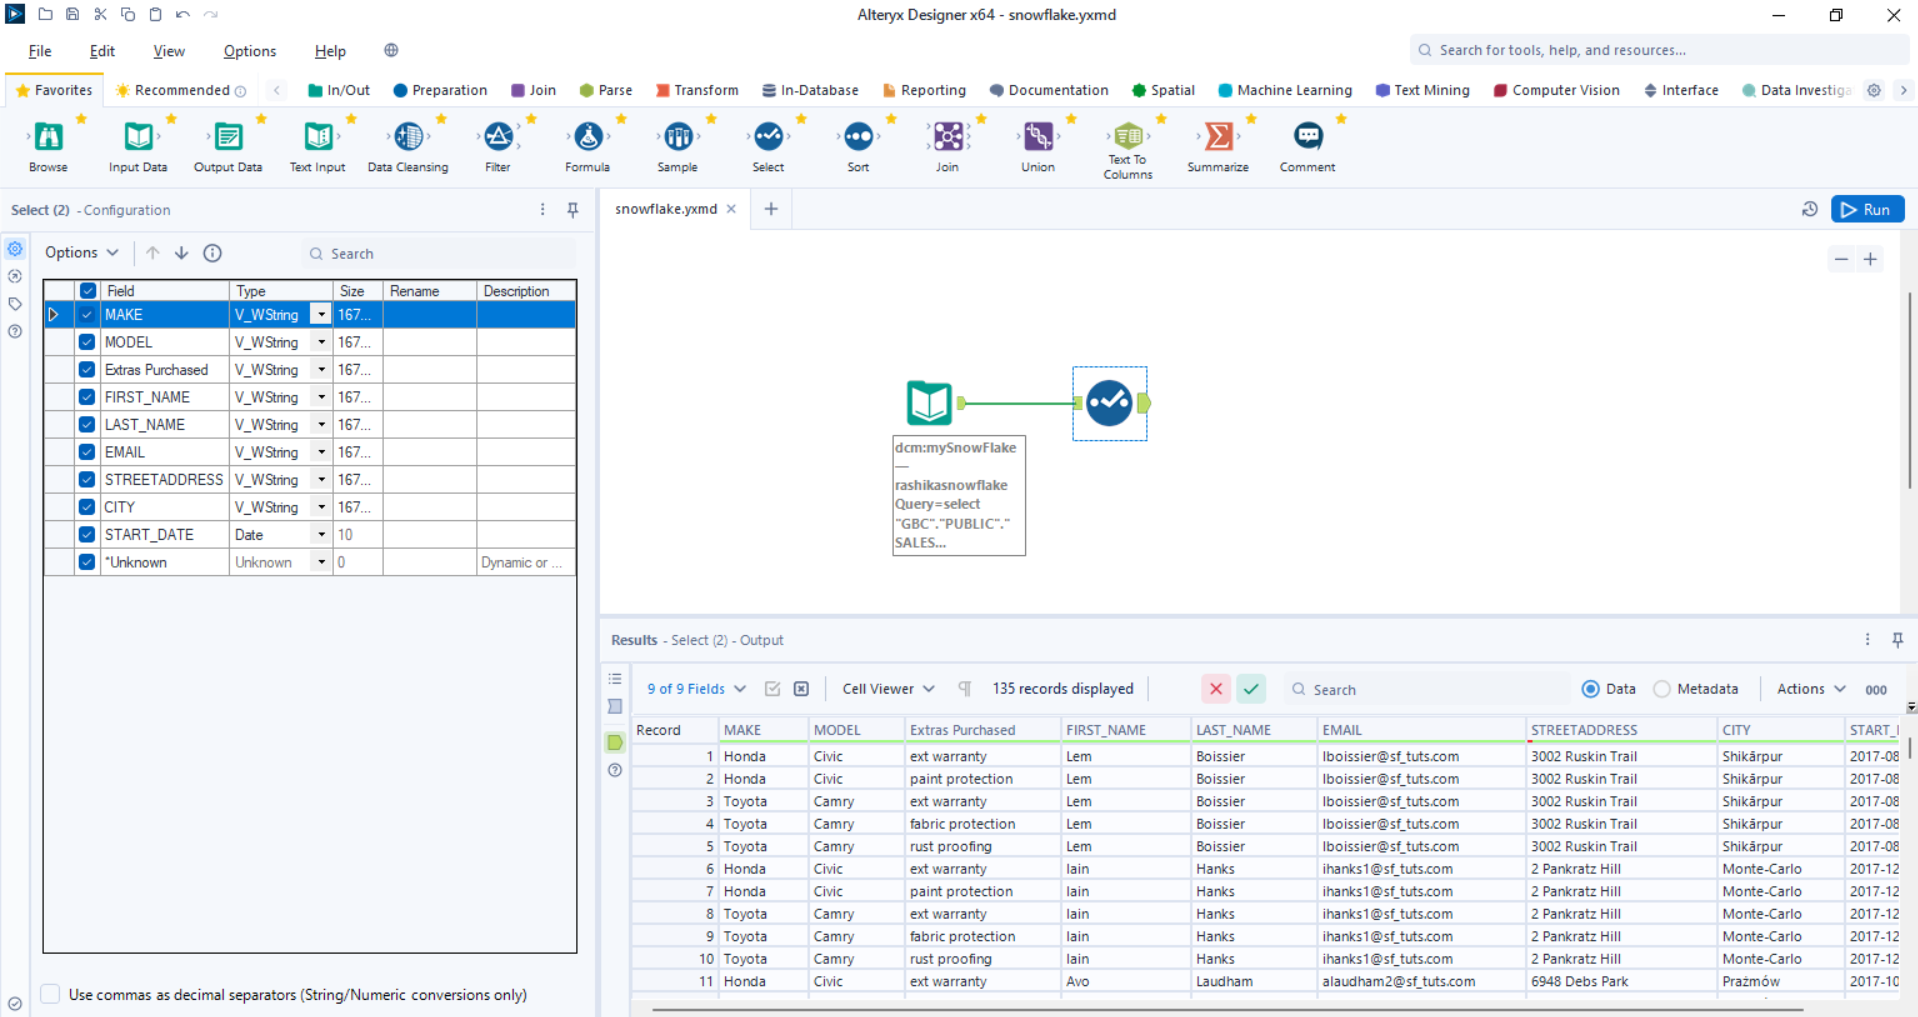 Alteryx Designer x64 - snowflake.yxmd
File Edit View Options Help
Search for tools, help, and resources...
Favorites Recommended In/Out Preparation Join Parse Transform In-Database Reporting Documentation Spatial Machine Learning Text Mining Computer Vision Interface Data Investiga
Browse Input Data Output Data Text Input Data Cleansing Filter Formula Sample Select Sort Join Union Text To Columns Summarize Comment
Select (2) - Configuration
snowflake.yxmd
Run
Options Search
Field Type Size Rename Description
MAKE V_WString 167...
MODEL V_WString 167...
Extras Purchased V_WString 167...
FIRST_NAME V_WString 167...
LAST_NAME V_WString 167...
EMAIL V_WString 167...
STREETADDRESS V_WString 167...
CITY V_WString 167...
START_DATE Date 10
*Unknown Unknown 0 Dynamic or ...
Use commas as decimal separators (String/Numeric conversions only)
dcm:mySnowFlake
—
rashikasnowflake
Query=select
"GBC"."PUBLIC"."
SALES...
Results - Select (2) - Output
9 of 9 Fields Cell Viewer 135 records displayed Search Data Metadata Actions 000
Record MAKE MODEL Extras Purchased FIRST_NAME LAST_NAME EMAIL STREETADDRESS CITY START_
1 Honda Civic ext warranty Lem Boissier lboissier@sf_tuts.com 3002 Ruskin Trail Shikārpur 2017-08
2 Honda Civic paint protection Lem Boissier lboissier@sf_tuts.com 3002 Ruskin Trail Shikārpur 2017-08
3 Toyota Camry ext warranty Lem Boissier lboissier@sf_tuts.com 3002 Ruskin Trail Shikārpur 2017-08
4 Toyota Camry fabric protection Lem Boissier lboissier@sf_tuts.com 3002 Ruskin Trail Shikārpur 2017-08
5 Toyota Camry rust proofing Lem Boissier lboissier@sf_tuts.com 3002 Ruskin Trail Shikārpur 2017-08
6 Honda Civic ext warranty Iain Hanks ihanks1@sf_tuts.com 2 Pankratz Hill Monte-Carlo 2017-12
7 Honda Civic paint protection Iain Hanks ihanks1@sf_tuts.com 2 Pankratz Hill Monte-Carlo 2017-12
8 Toyota Camry ext warranty Iain Hanks ihanks1@sf_tuts.com 2 Pankratz Hill Monte-Carlo 2017-12
9 Toyota Camry fabric protection Iain Hanks ihanks1@sf_tuts.com 2 Pankratz Hill Monte-Carlo 2017-12
10 Toyota Camry rust proofing Iain Hanks ihanks1@sf_tuts.com 2 Pankratz Hill Monte-Carlo 2017-12
11 Honda Civic ext warranty Avo Laudham alaudham2@sf_tuts.com 6948 Debs Park Prażmów 2017-10